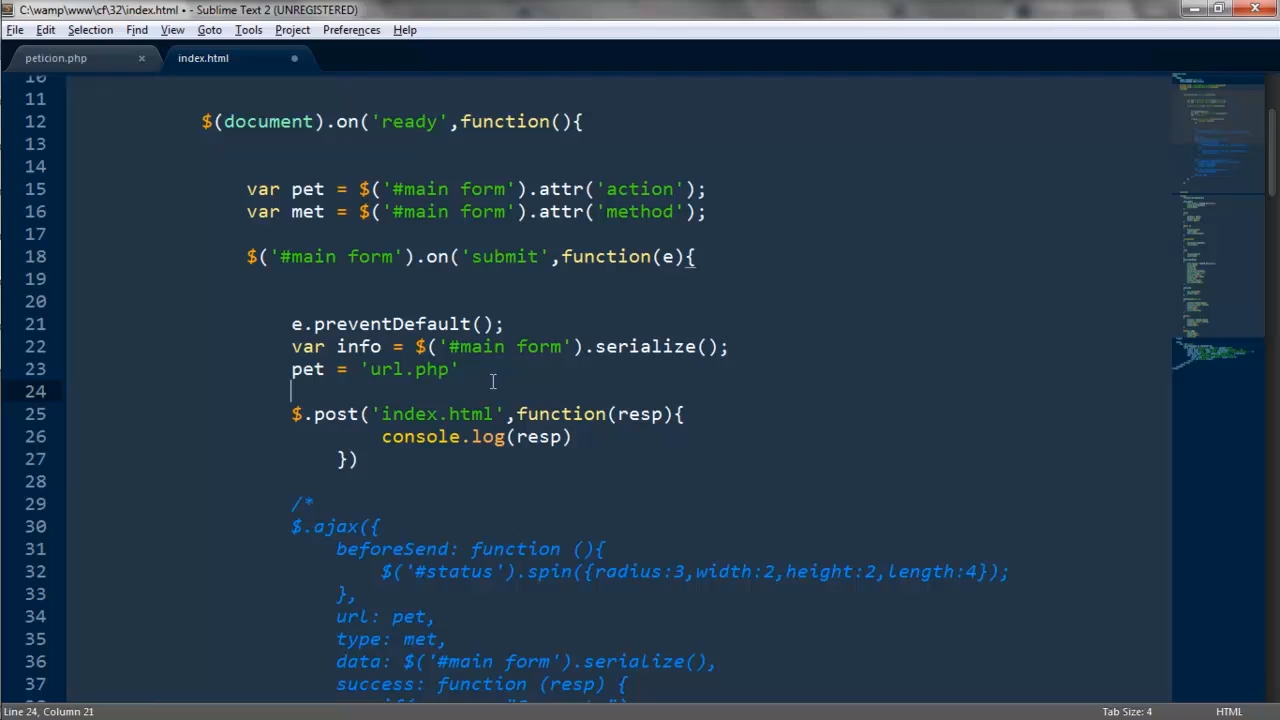 C:\wamp\www\cf\32\index.html • - Sublime Text 2 (UNREGISTERED)
File Edit Selection Find View Goto Tools Project Preferences Help
peticion.php × index.html
10
11
12 $(document).on('ready',function(){
13
14
15 var pet = $('#main form').attr('action');
16 var met = $('#main form').attr('method');
17
18 $('#main form').on('submit',function(e){
19
20
21 e.preventDefault();
22 var info = $('#main form').serialize();
23 pet = 'url.php'
24
25 $.post('index.html',function(resp){
26 console.log(resp)
27 })
28
29 /*
30 $.ajax({
31 beforeSend: function (){
32 $('#status').spin({radius:3,width:2,height:2,length:4});
33 },
34 url: pet,
35 type: met,
36 data: $('#main form').serialize(),
37 success: function (resp) {
Line 24, Column 21 Tab Size: 4 HTML